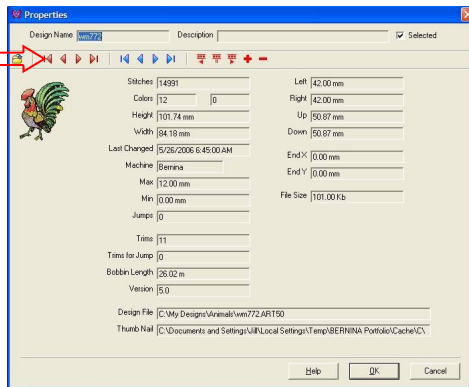 Properties
Design Name wm772 Description Selected
Stitches 14991 Left 42.00 mm
Colors 12 0 Right 42.00 mm
Height 101.74 mm Up 50.87 mm
Width 84.18 mm Down 50.87 mm
Last Changed 5/26/2006 6:45:00 AM End X 0.00 mm
Machine Bernina End Y 0.00 mm
Max 12.00 mm
Min 0.00 mm File Size 101.00 Kb
Jumps 0
Trims 11
Trims for Jump 0
Bobbin Length 26.02 m
Version 5.0
Design File C:\My Designs\Animals\wm772.ART50
Thumb Nail C:\Documents and Settings\Jill\Local Settings\Temp\BERNINA Portfolio\Cache\C\
Help OK Cancel